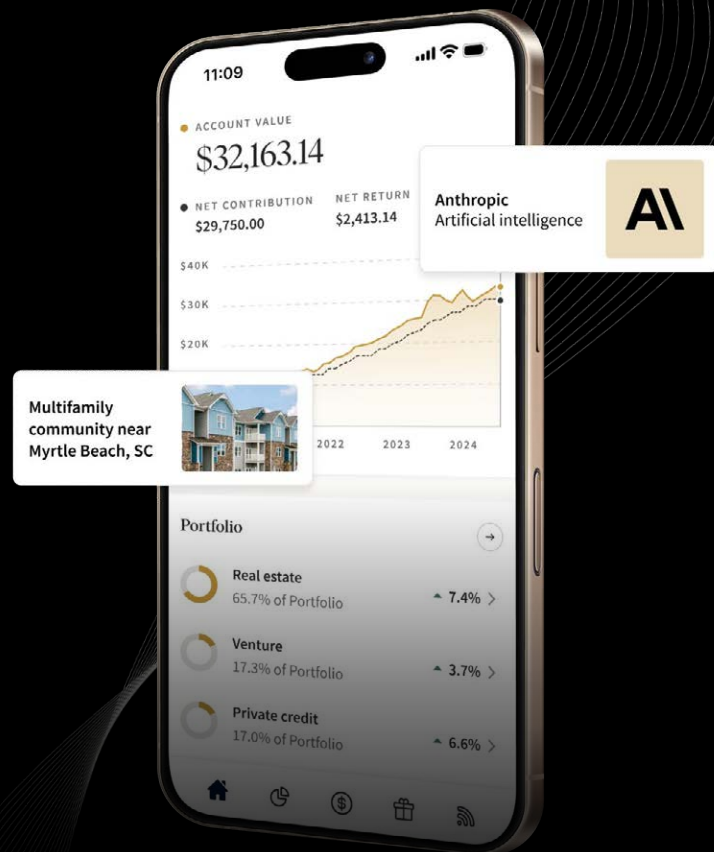 11:09
ACCOUNT VALUE
$32,163.14
NET CONTRIBUTION
$29,750.00
NET RETURN
$2,413.14
Anthropic
Artificial intelligence
AI
$40K
$30K
$20K
Multifamily
community near
Myrtle Beach, SC
2022
2023
2024
Portfolio
Real estate
65.7% of Portfolio
7.4%
Venture
17.3% of Portfolio
3.7%
Private credit
17.0% of Portfolio
6.6%